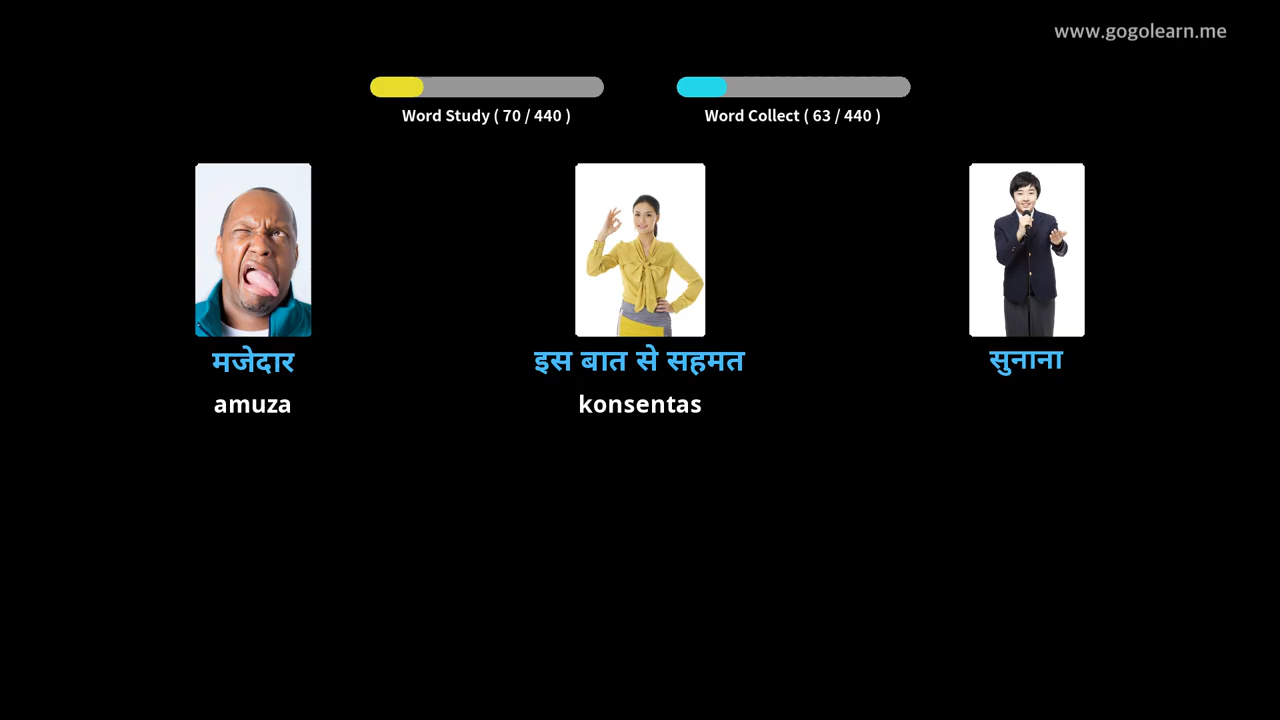 www.gogolearn.me
Word Study ( 70 / 440 )
Word Collect ( 63 / 440 )
मजेदार
इस बात से सहमत
सुनाना
amuza
konsentas